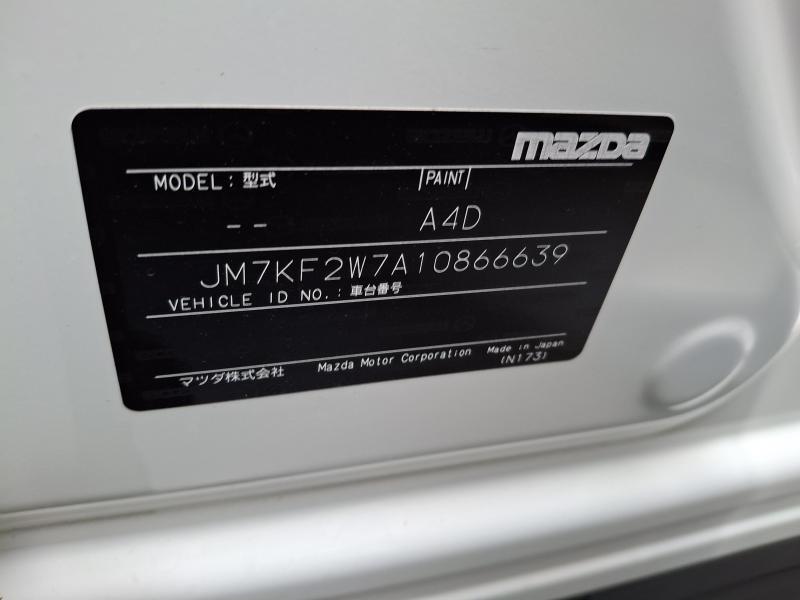 mazda
MODEL : 型式 PAINT
-- A4D
JM7KF2W7A10866639
VEHICLE ID NO. : 車台番号
マツダ株式会社 Mazda Motor Corporation Made in Japan
(N173)